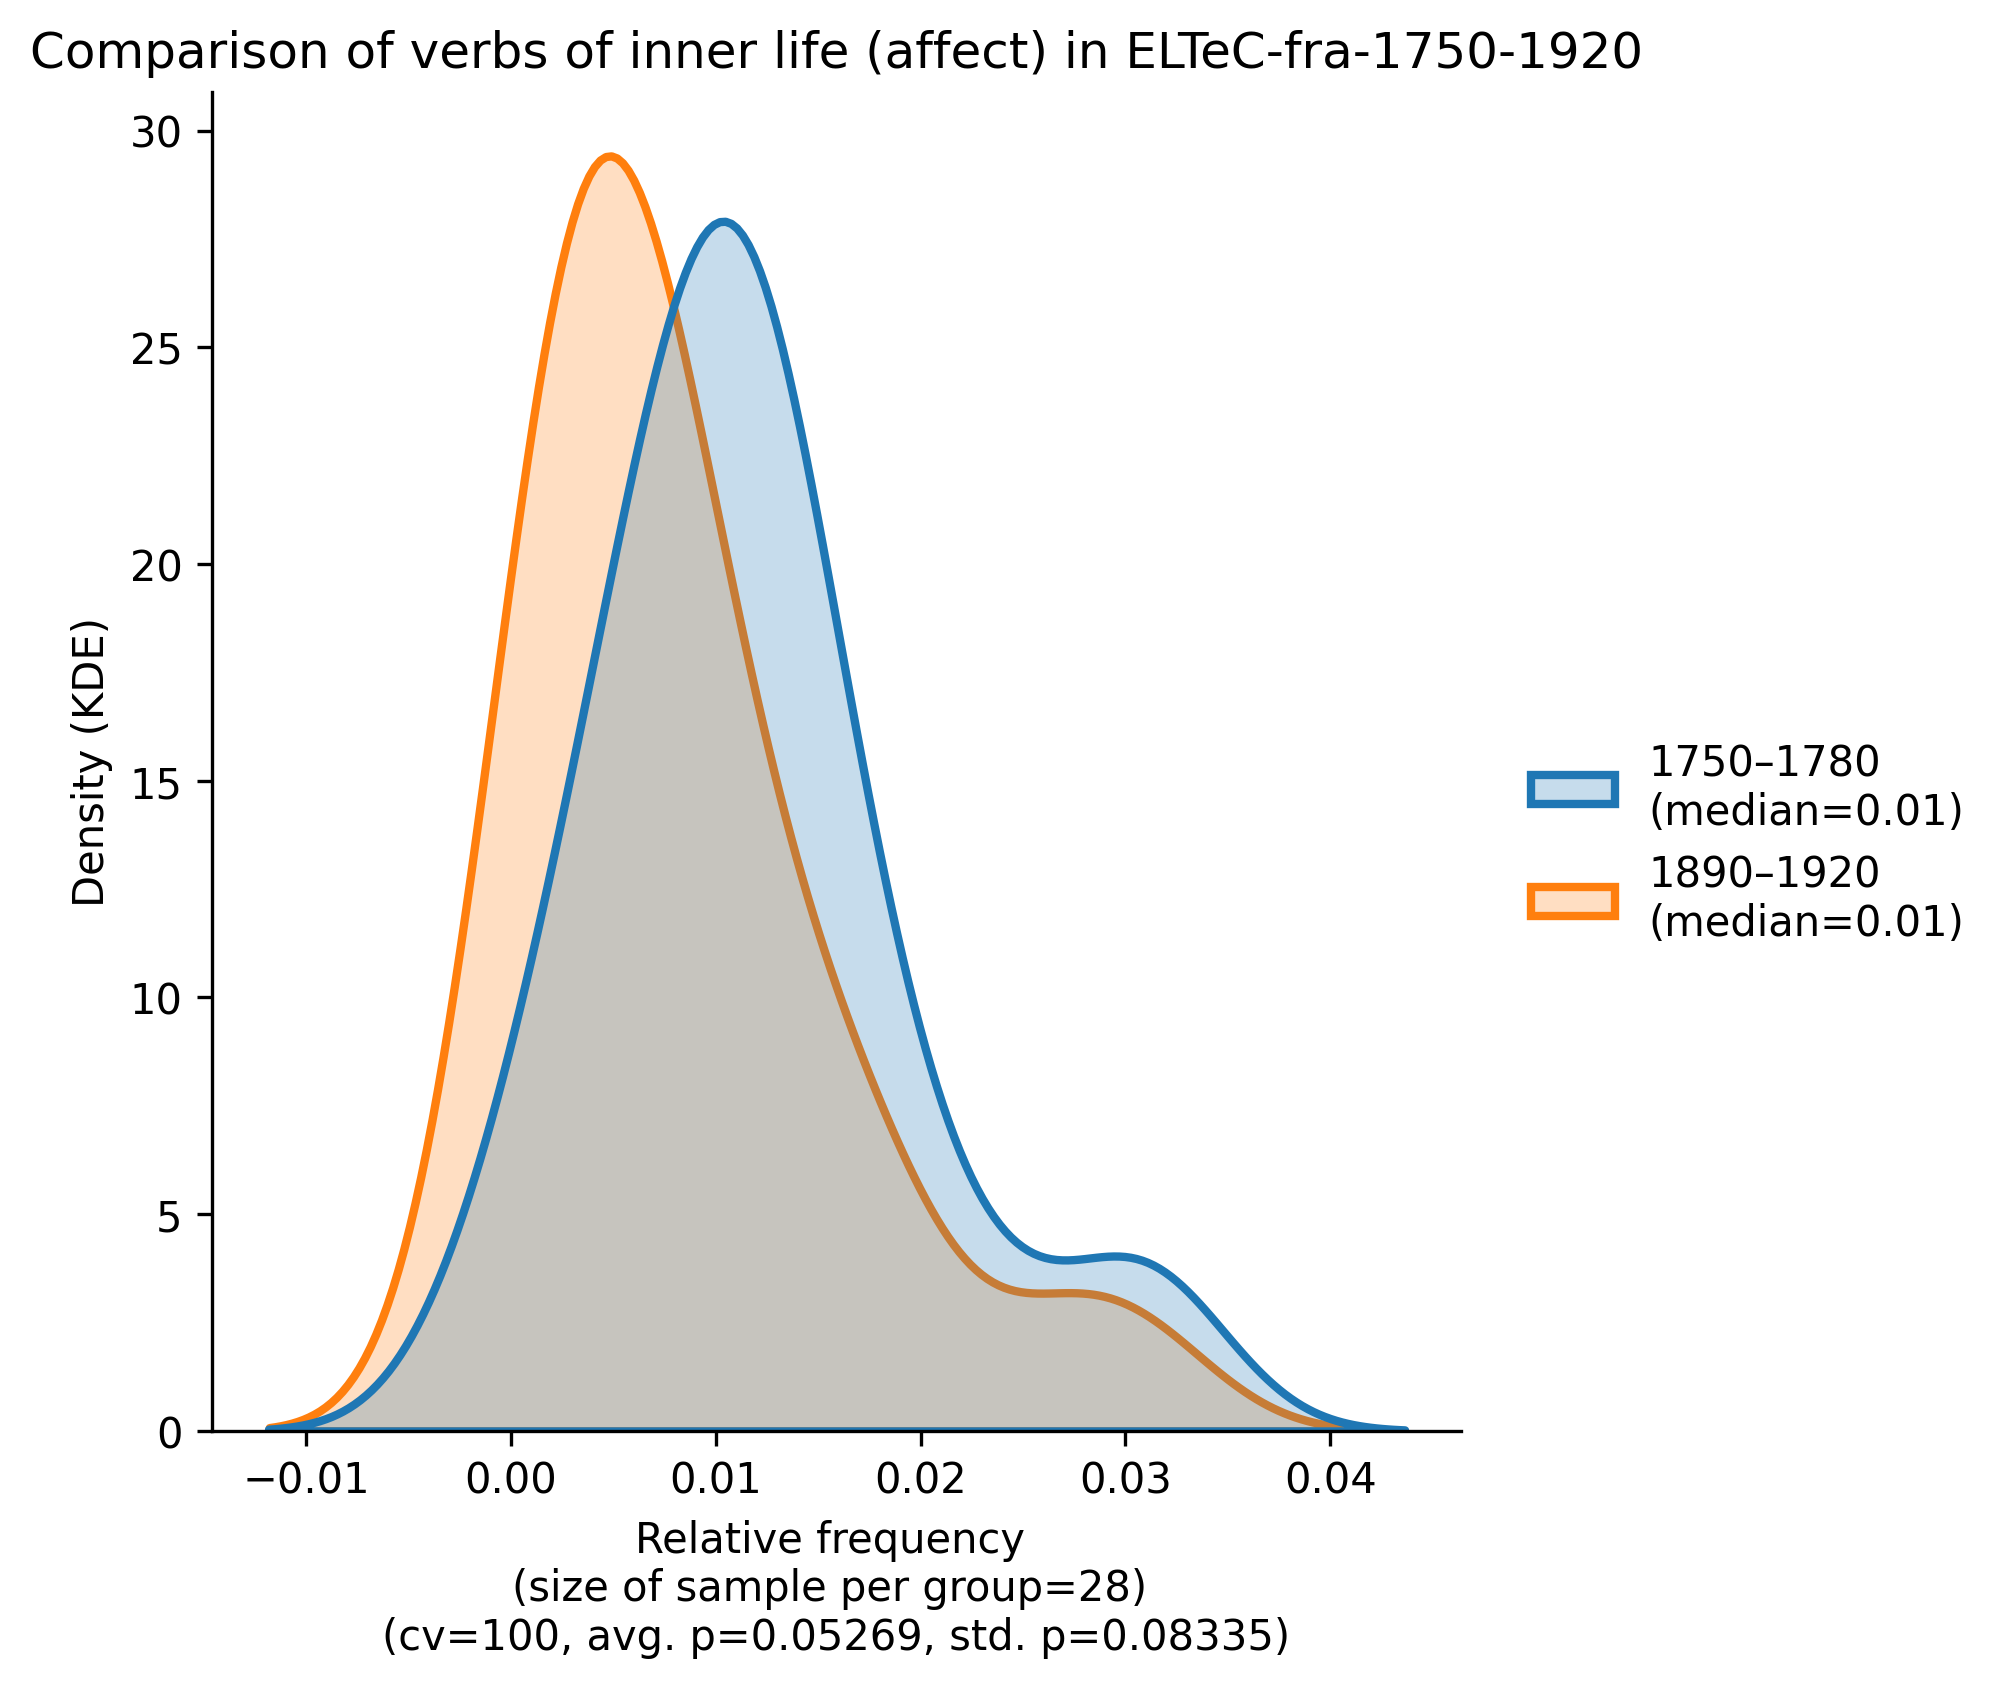 Comparison of verbs of inner life (affect) in ELTeC-fra-1750-1920
30
25
20
15
10
5
0
Density (KDE)
−0.01
0.00
0.01
0.02
0.03
0.04
Relative frequency
(size of sample per group=28)
(cv=100, avg. p=0.05269, std. p=0.08335)
1750–1780
(median=0.01)
1890–1920
(median=0.01)